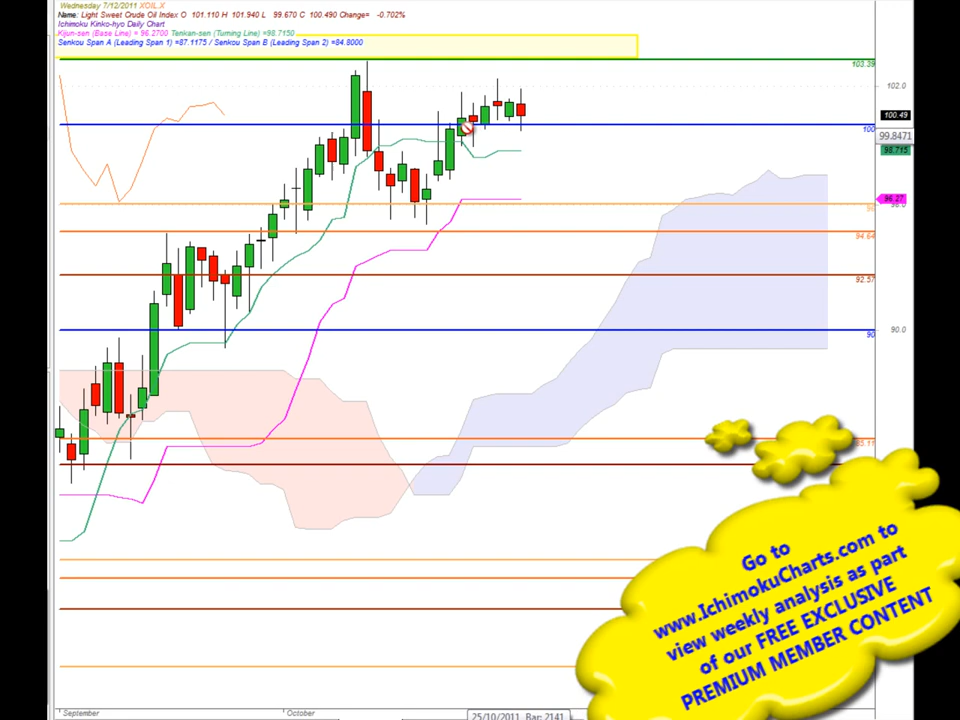 Wednesday 7/12/2011 XOIL.X
Name: Light Sweet Crude Oil Index O 101.110 H 101.940 L 99.670 C 100.490 Change= -0.702%
Ichimoku Kinko-hyo Daily Chart
Kijun-sen (Base Line) = 96.2700 Tenkan-sen (Turning Line) =98.7150
Senkou Span A (Leading Span 1) =87.1175 / Senkou Span B (Leading Span 2) =84.8000
103.39
102.0
100.49
100
99.8471
98.715
96.27
94.64
92.57
90.0
90
85.11
Go to
www.IchimokuCharts.com to
view weekly analysis as part
of our FREE EXCLUSIVE
PREMIUM MEMBER CONTENT
September
October
25/10/2011, Bar: 2141